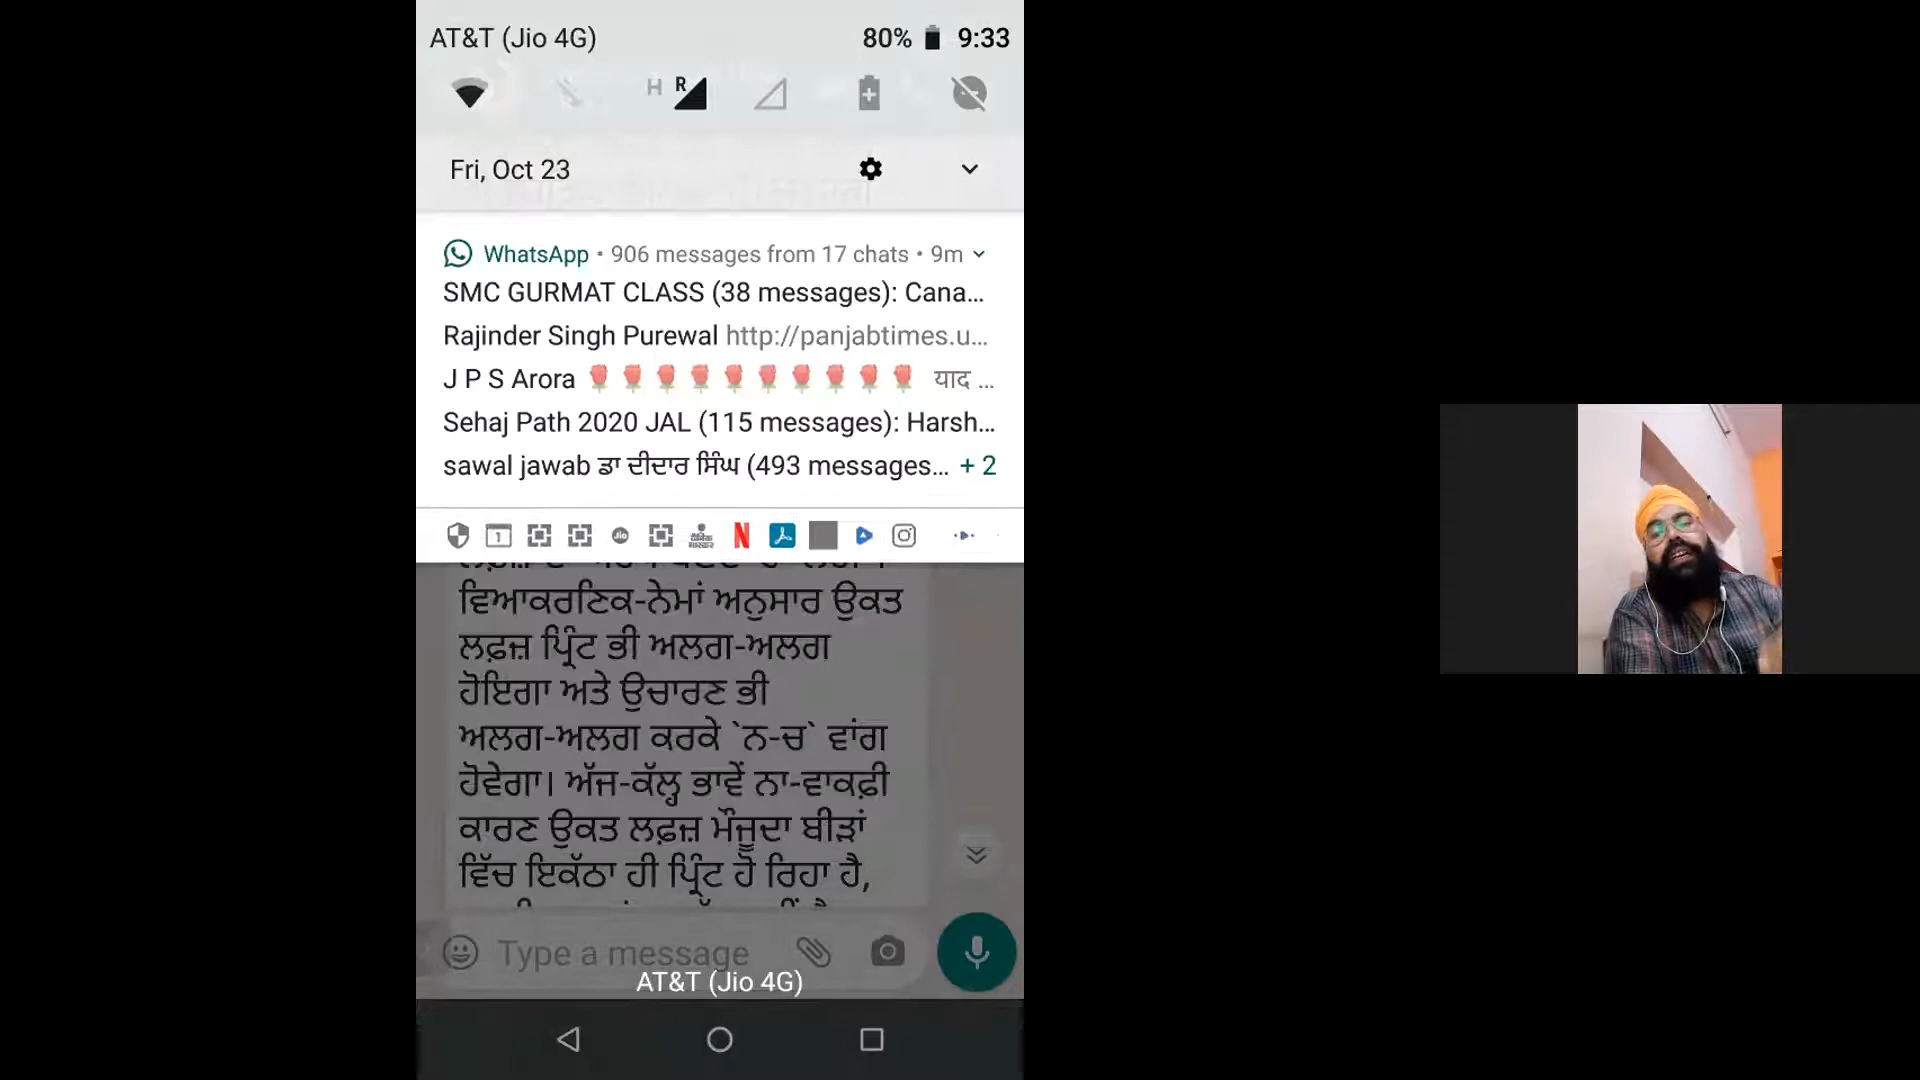 AT&T (Jio 4G) 80% 9:33
H R
Fri, Oct 23
WhatsApp • 906 messages from 17 chats • 9m
SMC GURMAT CLASS (38 messages): Cana...
Rajinder Singh Purewal http://panjabtimes.u...
J P S Arora 🌹🌹🌹🌹🌹🌹🌹🌹🌹🌹 याद ...
Sehaj Path 2020 JAL (115 messages): Harsh...
sawal jawab ਡਾ ਦੀਦਾਰ ਸਿੰਘ (493 messages... + 2
1 Jio N
ਵਿਆਕਰਣਿਕ-ਨੇਮਾਂ ਅਨੁਸਾਰ ਉਕਤ
ਲਫ਼ਜ਼ ਪ੍ਰਿੰਟ ਭੀ ਅਲਗ-ਅਲਗ
ਹੋਇਗਾ ਅਤੇ ਉਚਾਰਣ ਭੀ
ਅਲਗ-ਅਲਗ ਕਰਕੇ `ਨ-ਚ` ਵਾਂਗ
ਹੋਵੇਗਾ। ਅੱਜ-ਕੱਲ੍ਹ ਭਾਵੇਂ ਨਾ-ਵਾਕਫ਼ੀ
ਕਾਰਣ ਉਕਤ ਲਫ਼ਜ਼ ਮੌਜੂਦਾ ਬੀੜਾਂ
ਵਿੱਚ ਇਕੱਠਾ ਹੀ ਪ੍ਰਿੰਟ ਹੋ ਰਿਹਾ ਹੈ,
Type a message
AT&T (Jio 4G)